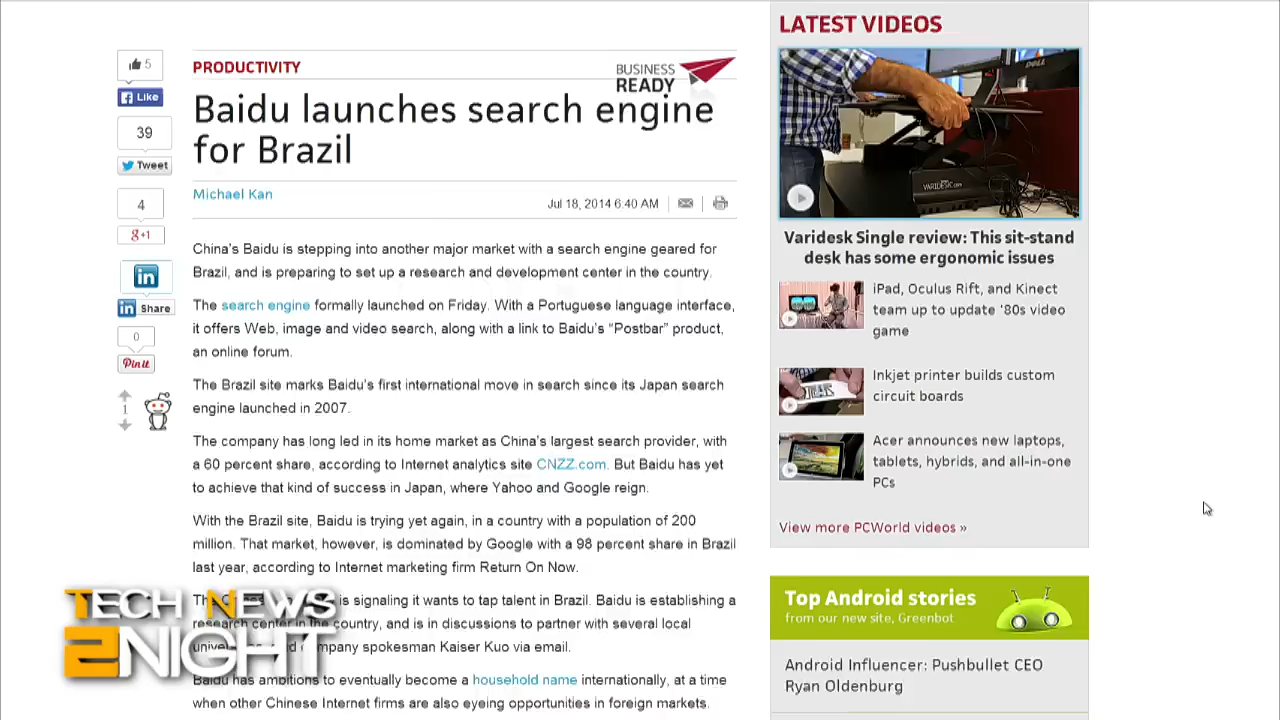 5
Like
39
Tweet
4
g+1
in
in Share
0
Pin it
1
PRODUCTIVITY
BUSINESS
READY
Baidu launches search engine
for Brazil
Michael Kan
Jul 18, 2014 6:40 AM
China's Baidu is stepping into another major market with a search engine geared for
Brazil, and is preparing to set up a research and development center in the country.
The search engine formally launched on Friday. With a Portuguese language interface,
it offers Web, image and video search, along with a link to Baidu's “Postbar” product,
an online forum.
The Brazil site marks Baidu's first international move in search since its Japan search
engine launched in 2007.
The company has long led in its home market as China's largest search provider, with
a 60 percent share, according to Internet analytics site CNZZ.com. But Baidu has yet
to achieve that kind of success in Japan, where Yahoo and Google reign.
With the Brazil site, Baidu is trying yet again, in a country with a population of 200
million. That market, however, is dominated by Google with a 98 percent share in Brazil
last year, according to Internet marketing firm Return On Now.
is signaling it wants to tap talent in Brazil. Baidu is establishing a
research center in the country, and is in discussions to partner with several local
company spokesman Kaiser Kuo via email.
Baidu has ambitions to eventually become a household name internationally, at a time
when other Chinese Internet firms are also eyeing opportunities in foreign markets.
TECH NEWS
2NIGHT
LATEST VIDEOS
DELL
VARIDESK.com
Varidesk Single review: This sit-stand
desk has some ergonomic issues
iPad, Oculus Rift, and Kinect
team up to update '80s video
game
Inkjet printer builds custom
circuit boards
Acer announces new laptops,
tablets, hybrids, and all-in-one
PCs
View more PCWorld videos »
Top Android stories
from our new site, Greenbot
Android Influencer: Pushbullet CEO
Ryan Oldenburg